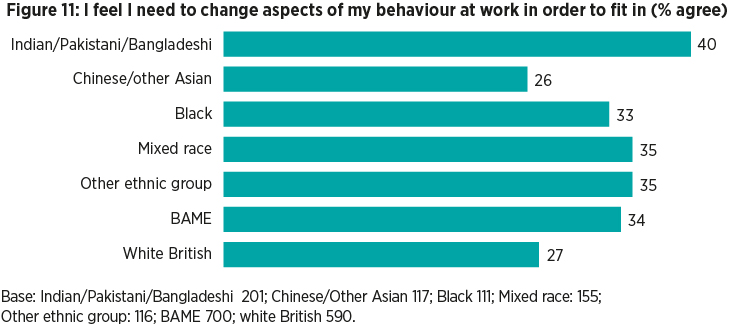 Figure 11: I feel I need to change aspects of my behaviour at work in order to fit in (% agree)
Indian/Pakistani/Bangladeshi 40
Chinese/other Asian 26
Black 33
Mixed race 35
Other ethnic group 35
BAME 34
White British 27
Base: Indian/Pakistani/Bangladeshi 201; Chinese/Other Asian 117; Black 111; Mixed race: 155;
Other ethnic group: 116; BAME 700; white British 590.